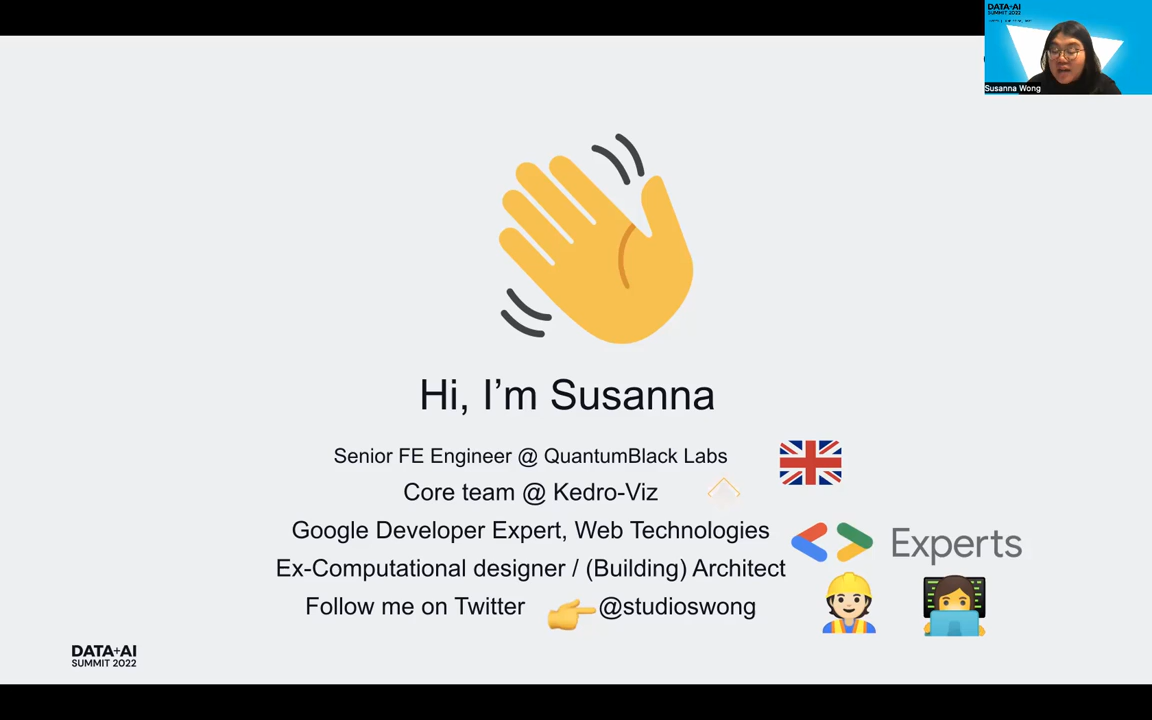 DATA+AI
SUMMIT 2022
Susanna Wong
Hi, I’m Susanna
Senior FE Engineer @ QuantumBlack Labs
Core team @ Kedro-Viz
Google Developer Expert, Web Technologies
Experts
Ex-Computational designer / (Building) Architect
Follow me on Twitter @studioswong
DATA+AI
SUMMIT 2022